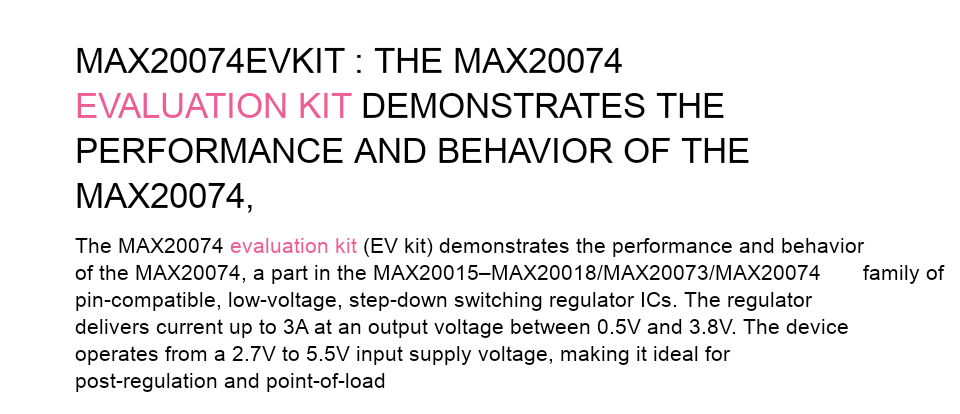 MAX20074EVKIT : THE MAX20074
EVALUATION KIT DEMONSTRATES THE
PERFORMANCE AND BEHAVIOR OF THE
MAX20074,
The MAX20074 evaluation kit (EV kit) demonstrates the performance and behavior
of the MAX20074, a part in the MAX20015–MAX20018/MAX20073/MAX20074 family of
pin-compatible, low-voltage, step-down switching regulator ICs. The regulator
delivers current up to 3A at an output voltage between 0.5V and 3.8V. The device
operates from a 2.7V to 5.5V input supply voltage, making it ideal for
post-regulation and point-of-load